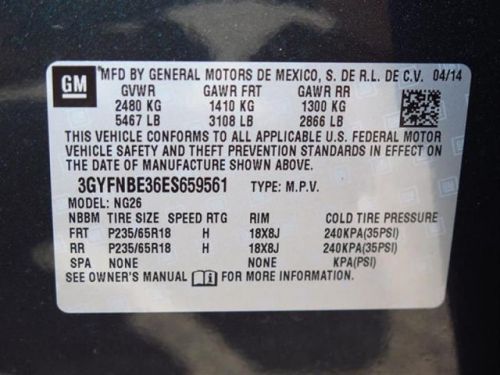 GM
MFD BY GENERAL MOTORS DE MEXICO, S. DE R.L. DE C.V. 04/14
GVWR GAWR FRT GAWR RR
2480 KG 1410 KG 1300 KG
5467 LB 3108 LB 2866 LB
THIS VEHICLE CONFORMS TO ALL APPLICABLE U.S. FEDERAL MOTOR
VEHICLE SAFETY AND THEFT PREVENTION STANDARDS IN EFFECT ON
THE DATE OF MANUFACTURE SHOWN ABOVE.
3GYFNBE36ES659561 TYPE: M.P.V.
MODEL: NG26
NBBM TIRE SIZE SPEED RTG RIM COLD TIRE PRESSURE
FRT P235/65R18 H 18X8J 240KPA(35PSI)
RR P235/65R18 H 18X8J 240KPA(35PSI)
SPA NONE NONE KPA(PSI)
SEE OWNER'S MANUAL FOR MORE INFORMATION.